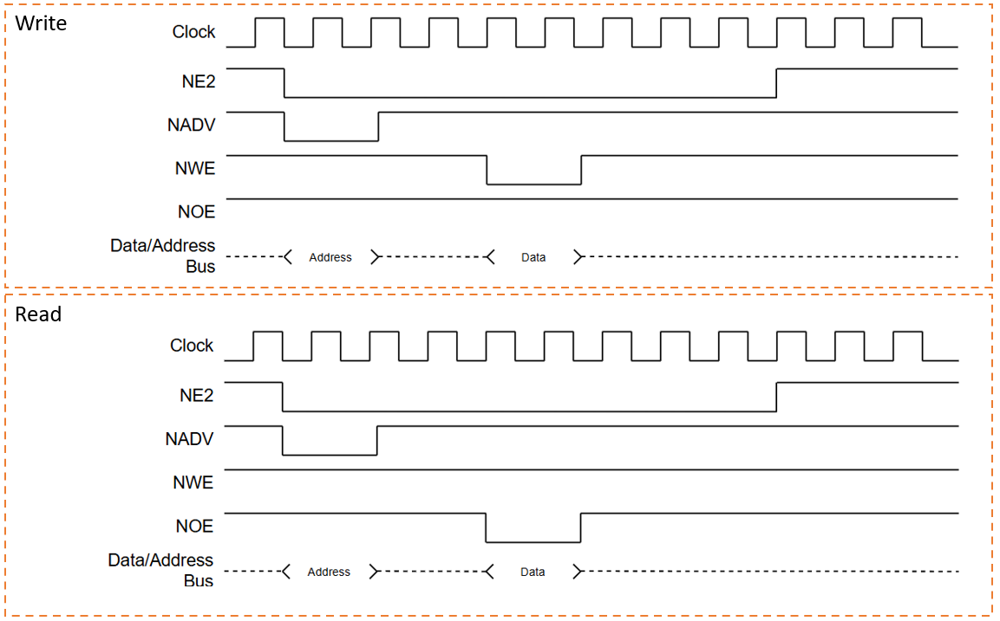 Write
Clock
NE2
NADV
NWE
NOE
Data/Address
Bus
Address
Data
Read
Clock
NE2
NADV
NWE
NOE
Data/Address
Bus
Address
Data